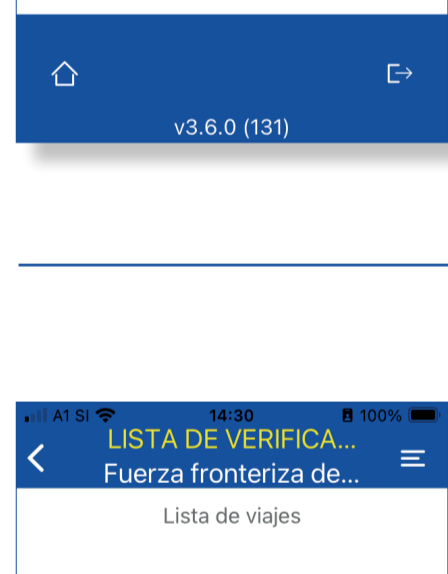 v3.6.0 (131)
A1 SI 14:30 100%
LISTA DE VERIFICA...
Fuerza fronteriza de...
Lista de viajes